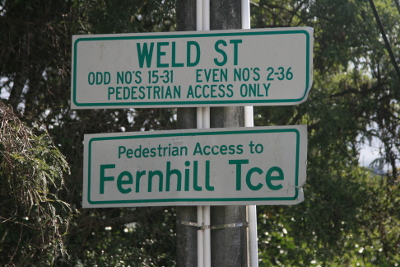 WELD ST
ODD NO'S 15-31 EVEN NO'S 2-36
PEDESTRIAN ACCESS ONLY
Pedestrian Access to
Fernhill Tce